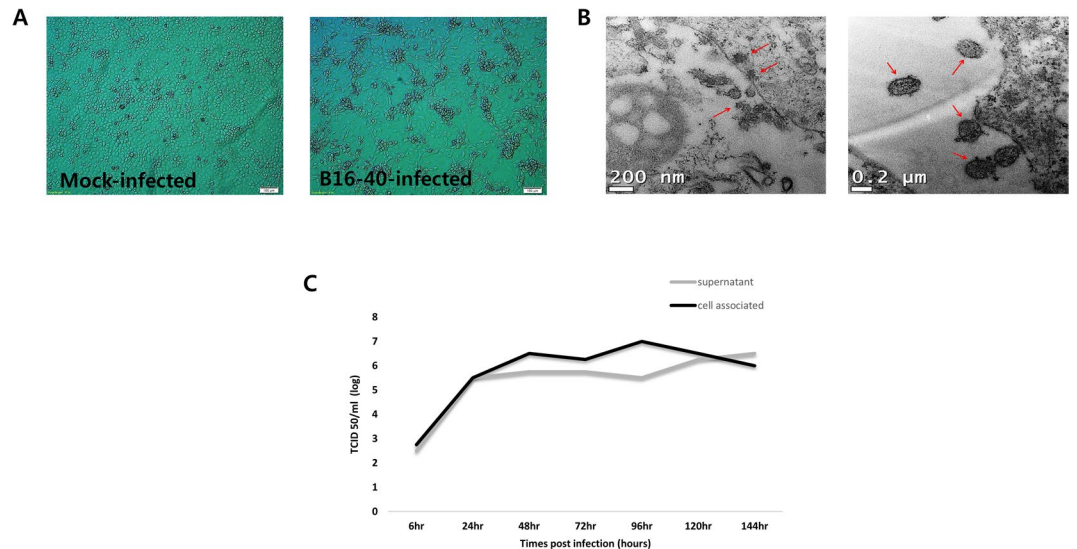 A
Mock-infected
B16-40-infected
B
200 nm
0.2 µm
C
supernatant
cell associated
8
7
6
5
4
3
2
1
0
TCID 50/ml (log)
6hr 24hr 48hr 72hr 96hr 120hr 144hr
Times post infection (hours)